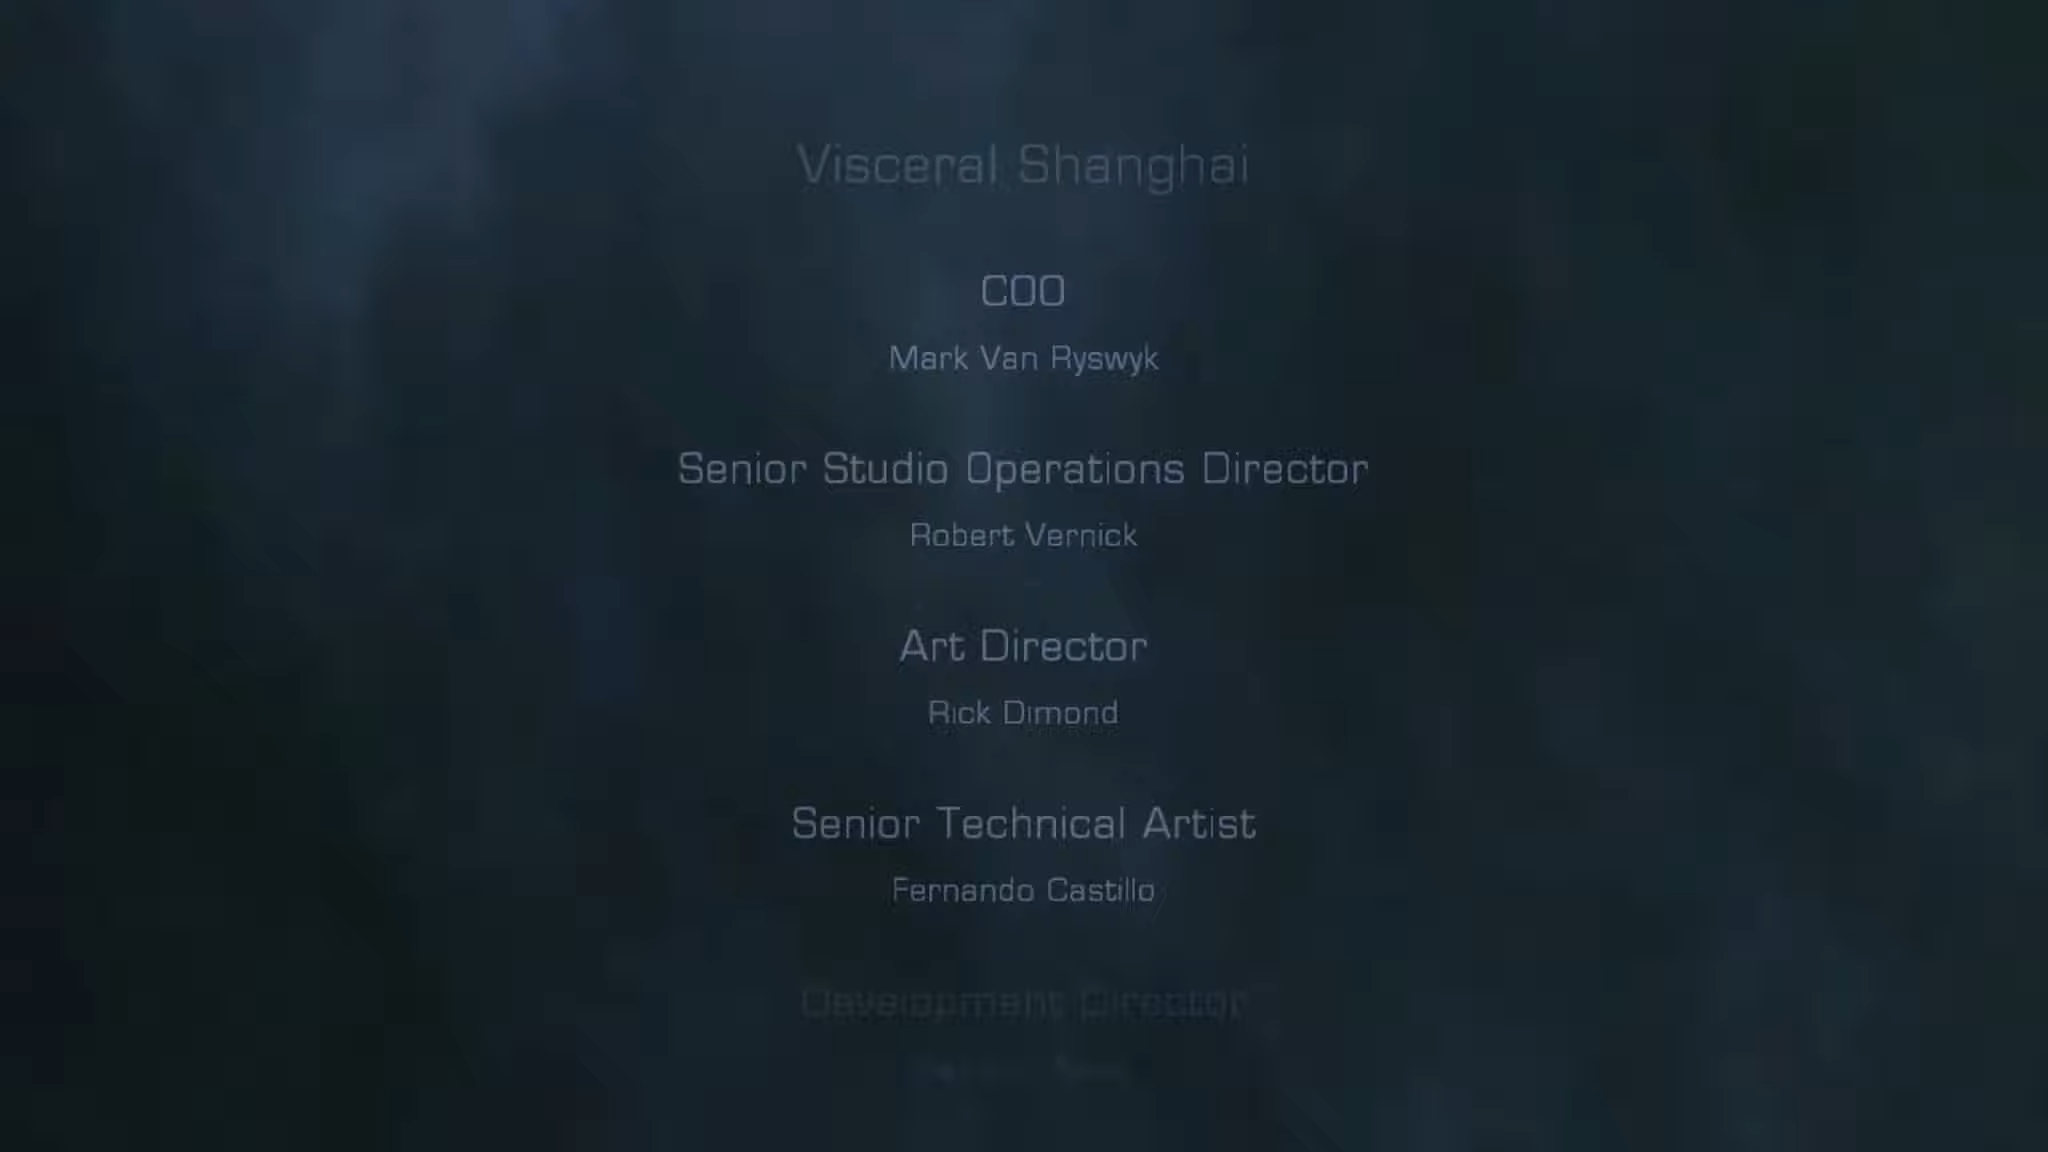 Visceral Shanghai
COO
Mark Van Ryswyk
Senior Studio Operations Director
Robert Vernick
Art Director
Rick Dimond
Senior Technical Artist
Fernando Castillo
Development Director